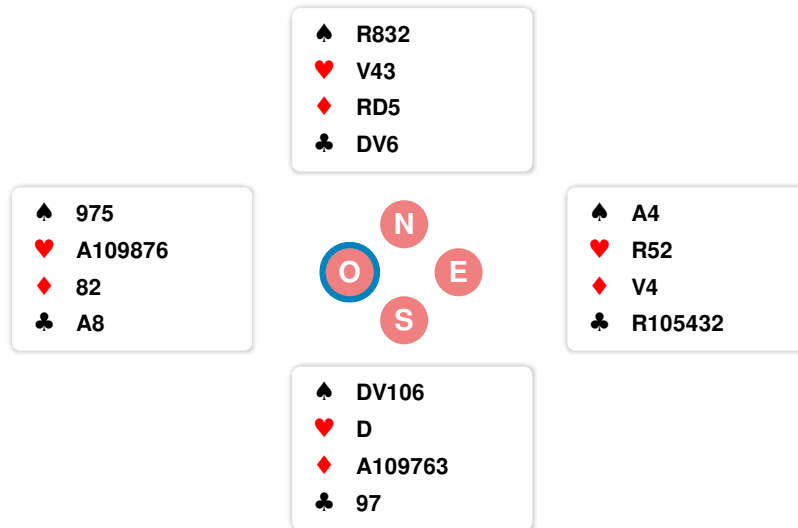 ♠ R832
♥ V43
♦ RD5
♣ DV6
♠ 975
♥ A109876
♦ 82
♣ A8
N
O E
S
♠ A4
♥ R52
♦ V4
♣ R105432
♠ DV106
♥ D
♦ A109763
♣ 97